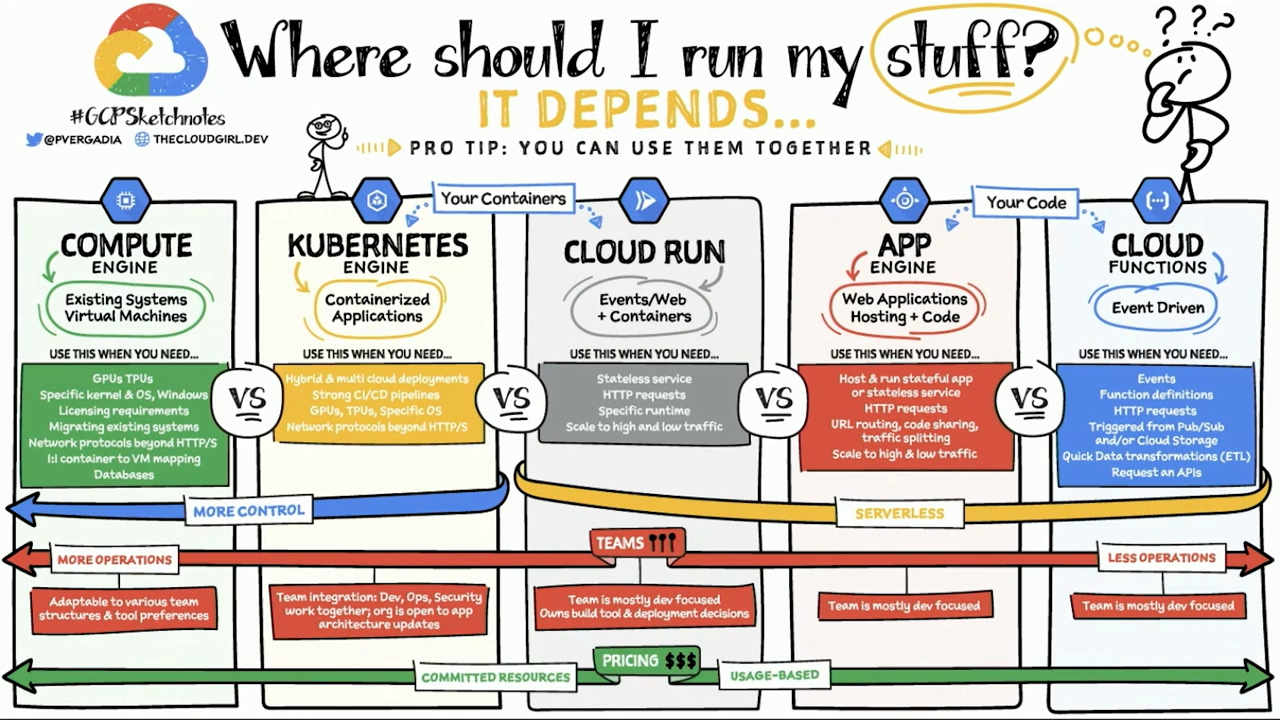 Where should I run my stuff?
???
IT DEPENDS...
#GCPSketchnotes
@PVERGADIA THECLOUDGIRL.DEV
PRO TIP: YOU CAN USE THEM TOGETHER
Your Containers
Your Code
COMPUTE
ENGINE
Existing Systems
Virtual Machines
USE THIS WHEN YOU NEED...
GPUs TPUs
Specific kernel & OS, Windows
Licensing requirements
Migrating existing systems
Network protocols beyond HTTP/S
1:1 container to VM mapping
Databases
VS
KUBERNETES
ENGINE
Containerized
Applications
USE THIS WHEN YOU NEED...
Hybrid & multi cloud deployments
Strong CI/CD pipelines
GPUs, TPUs, Specific OS
Network protocols beyond HTTP/S
VS
CLOUD RUN
Events/Web
+ Containers
USE THIS WHEN YOU NEED...
Stateless service
HTTP requests
Specific runtime
Scale to high and low traffic
VS
APP
ENGINE
Web Applications
Hosting + Code
USE THIS WHEN YOU NEED...
Host & run stateful app
or stateless service
HTTP requests
URL routing, code sharing,
traffic splitting
Scale to high & low traffic
VS
CLOUD
FUNCTIONS
Event Driven
USE THIS WHEN YOU NEED...
Events
Function definitions
HTTP requests
Triggered from Pub/Sub
and/or Cloud Storage
Quick Data transformations (ETL)
Request an APIs
MORE CONTROL
SERVERLESS
TEAMS
MORE OPERATIONS
LESS OPERATIONS
Adaptable to various team
structures & tool preferences
Team integration: Dev, Ops, Security
work together; org is open to app
architecture updates
Team is mostly dev focused
Owns build tool & deployment decisions
Team is mostly dev focused
Team is mostly dev focused
PRICING $$$
COMMITTED RESOURCES
USAGE-BASED